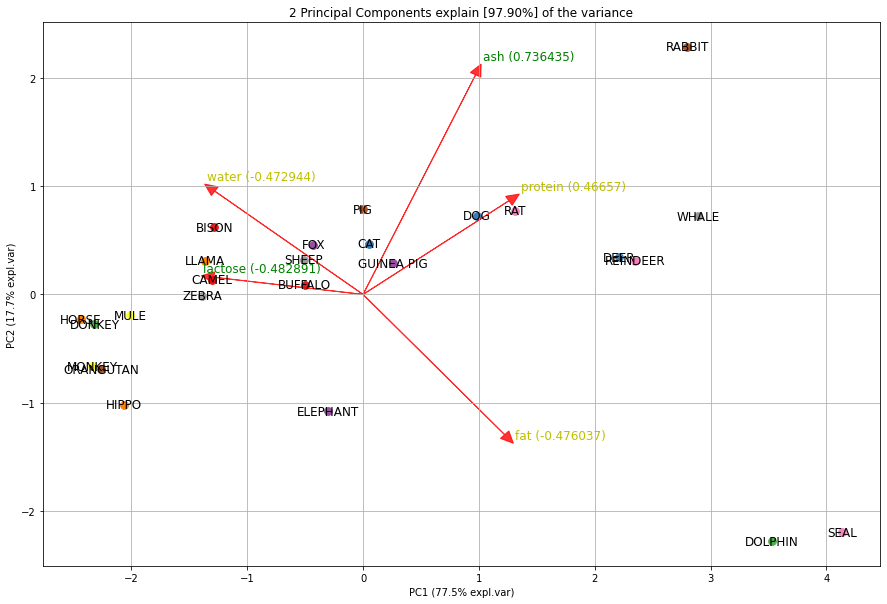 2 Principal Components explain [97.90%] of the variance
RABBIT
ash (0.736435)
2
water (-0.472944)
protein (0.46657)
1
PIG
DOG
RAT
WHALE
BISON
FOX
CAT
LLAMA
SHEEP
GUINEA PIG
DEER
REINDEER
lactose (-0.482891)
CAMEL
BUFFALO
ZEBRA
0
PC2 (17.7% expl.var)
HORSE
MULE
DONKEY
MONKEY
ORANGUTAN
HIPPO
ELEPHANT
−1
fat (-0.476037)
−2
SEAL
DOLPHIN
−2 −1 0 1 2 3 4
PC1 (77.5% expl.var)